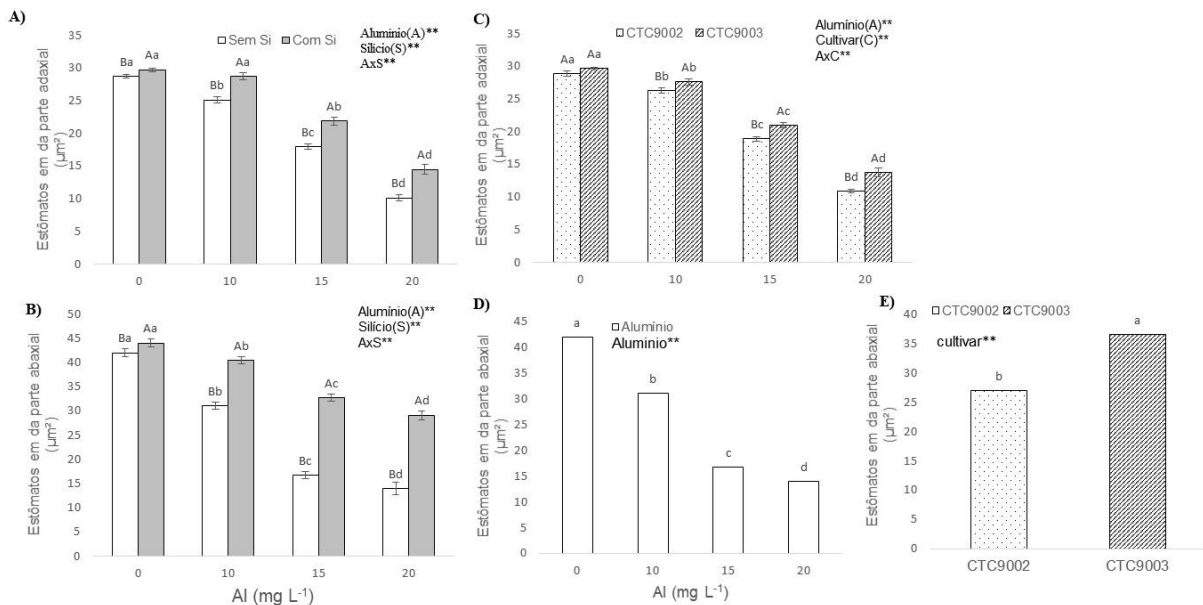 A)
Estômatos em da parte adaxial
(µm²)
Sem Si Com Si
Aluminio(A)**
Silicio(S)**
AxS**
35
30
25
20
15
10
5
0
Ba Aa
Bb Aa
Bc Ab
Bd Ad
0 10 15 20
C)
Estômatos em da parte adaxial
(µm²)
CTC9002 CTC9003
Alumínio(A)**
Cultivar(C)**
AxC**
35
30
25
20
15
10
5
0
Aa Aa
Bb Ab
Bc Ac
Bd Ad
0 10 15 20
B)
Estômatos em da parte abaxial
(µm²)
Alumínio(A)**
Silício(S)**
AxS**
50
45
40
35
30
25
20
15
10
5
0
Ba Aa
Bb Ab
Bc Ac
Bd Ad
0 10 15 20
Al (mg L-1)
D)
Estômatos em da parte abaxial
(µm²)
Alumínio
Aluminio**
45
40
35
30
25
20
15
10
5
0
a b c d
0 10 15 20
Al (mg L-1)
E)
Estômatos em da parte abaxial
(µm²)
CTC9002 CTC9003
cultivar**
40
35
30
25
20
15
10
5
0
b a
CTC9002 CTC9003